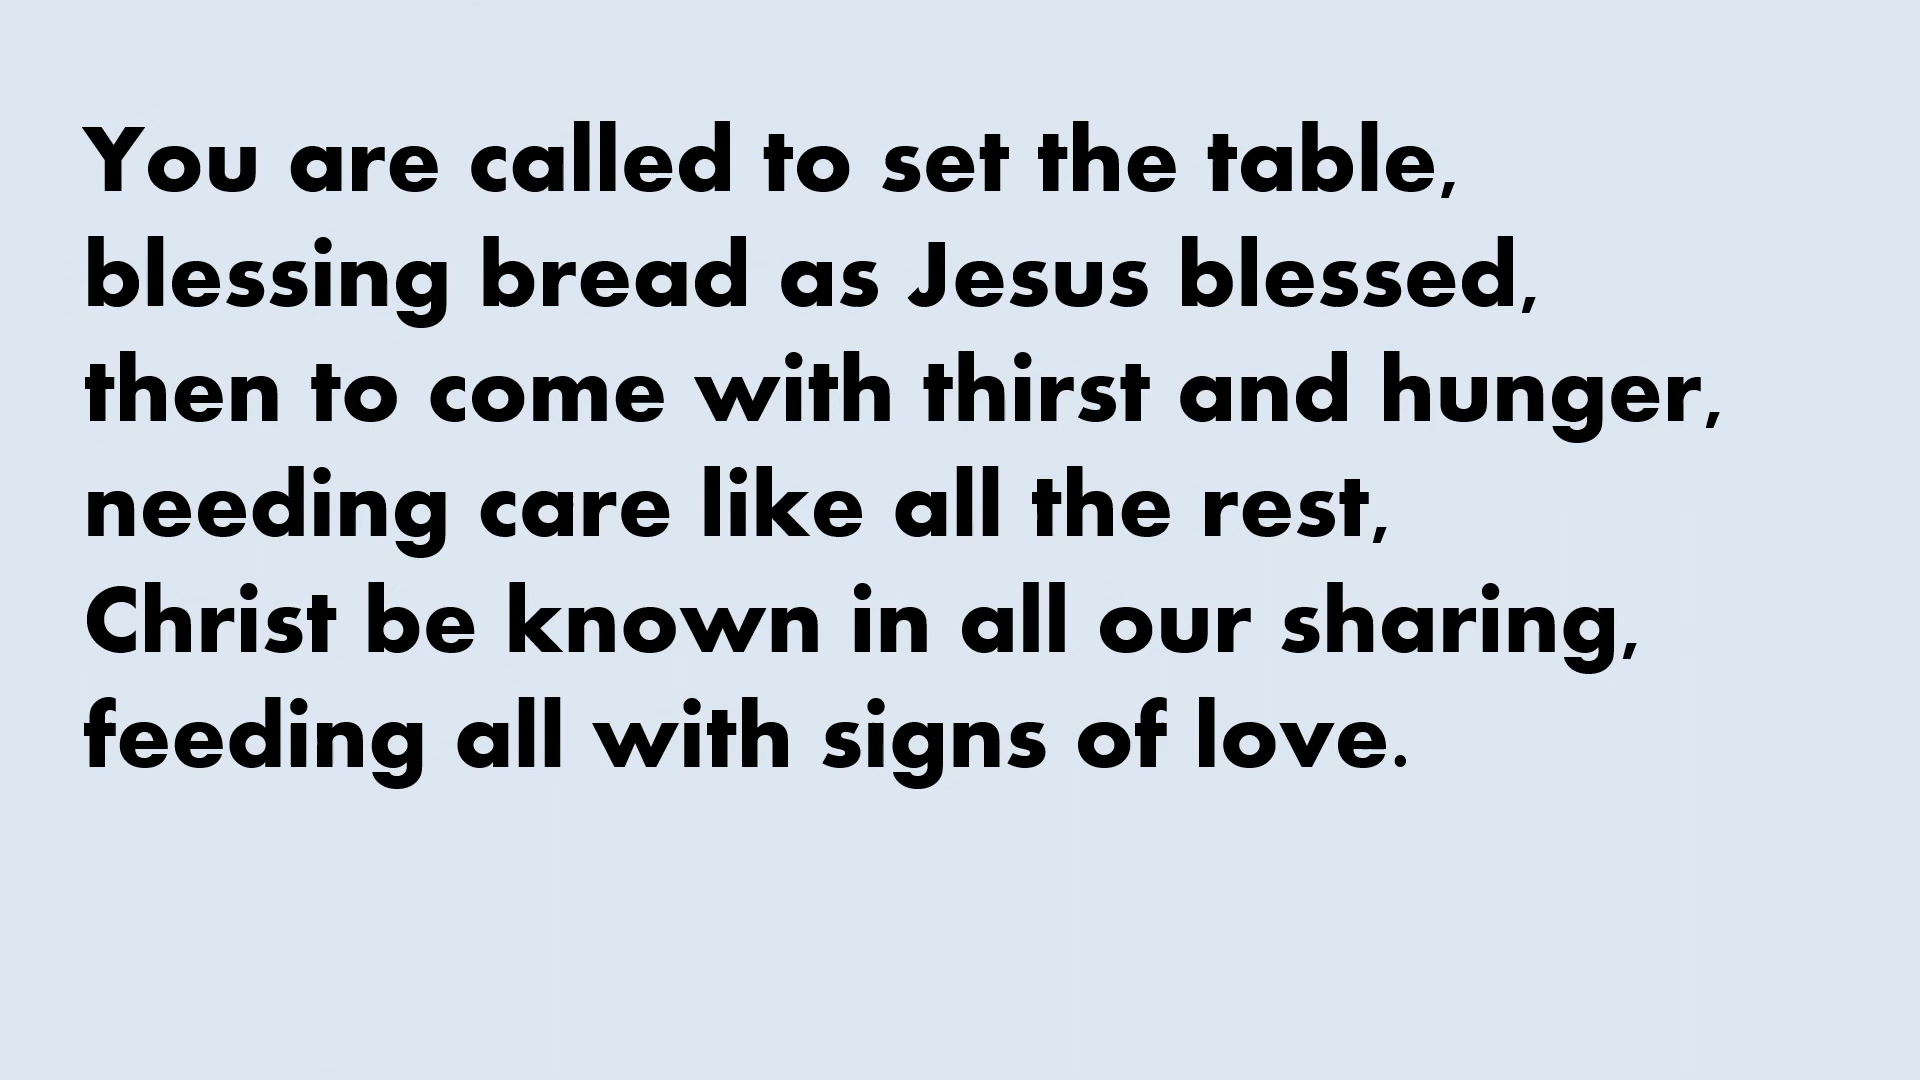 You are called to set the table,
blessing bread as Jesus blessed,
then to come with thirst and hunger,
needing care like all the rest,
Christ be known in all our sharing,
feeding all with signs of love.